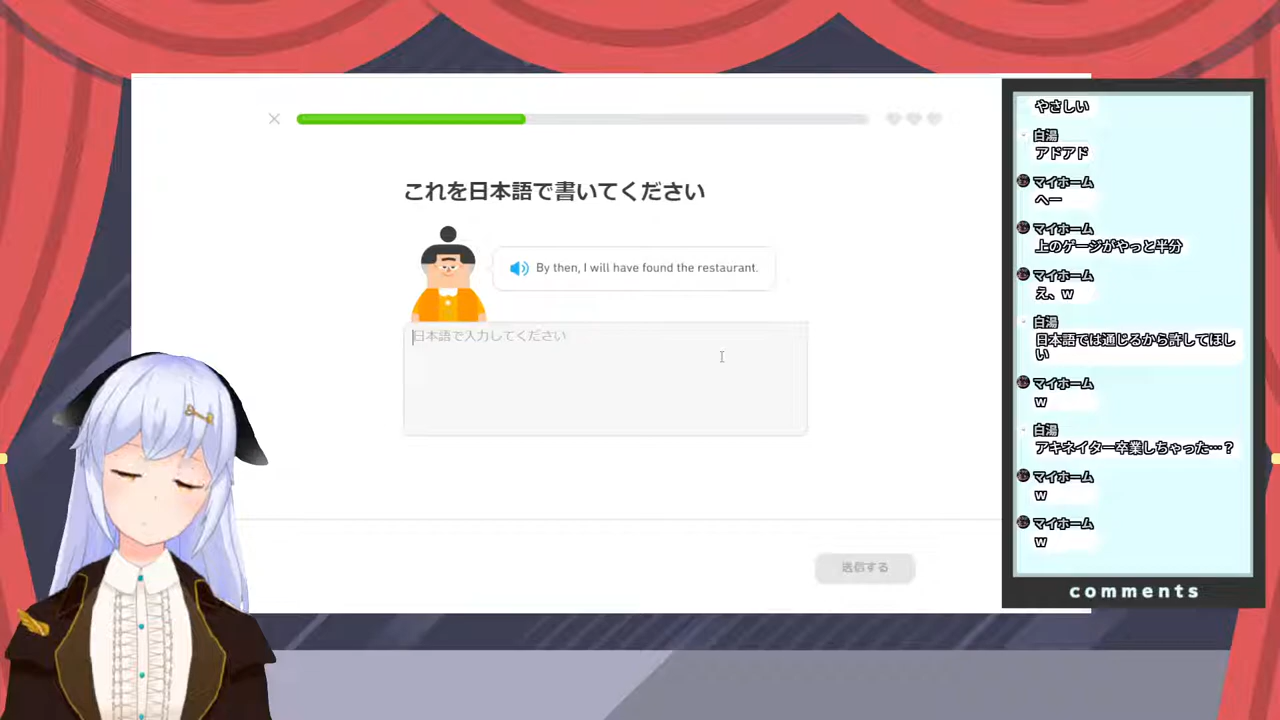 これを日本語で書いてください
By then, I will have found the restaurant.
日本語で入力してください
送信する
やさしい
白湯
アドアド
マイホーム
へー
マイホーム
上のゲージがやっと半分
マイホーム
え、w
白湯
日本語では通じるから許してほし
い
マイホーム
w
白湯
アキネイター卒業しちゃった…？
マイホーム
w
マイホーム
w
comments